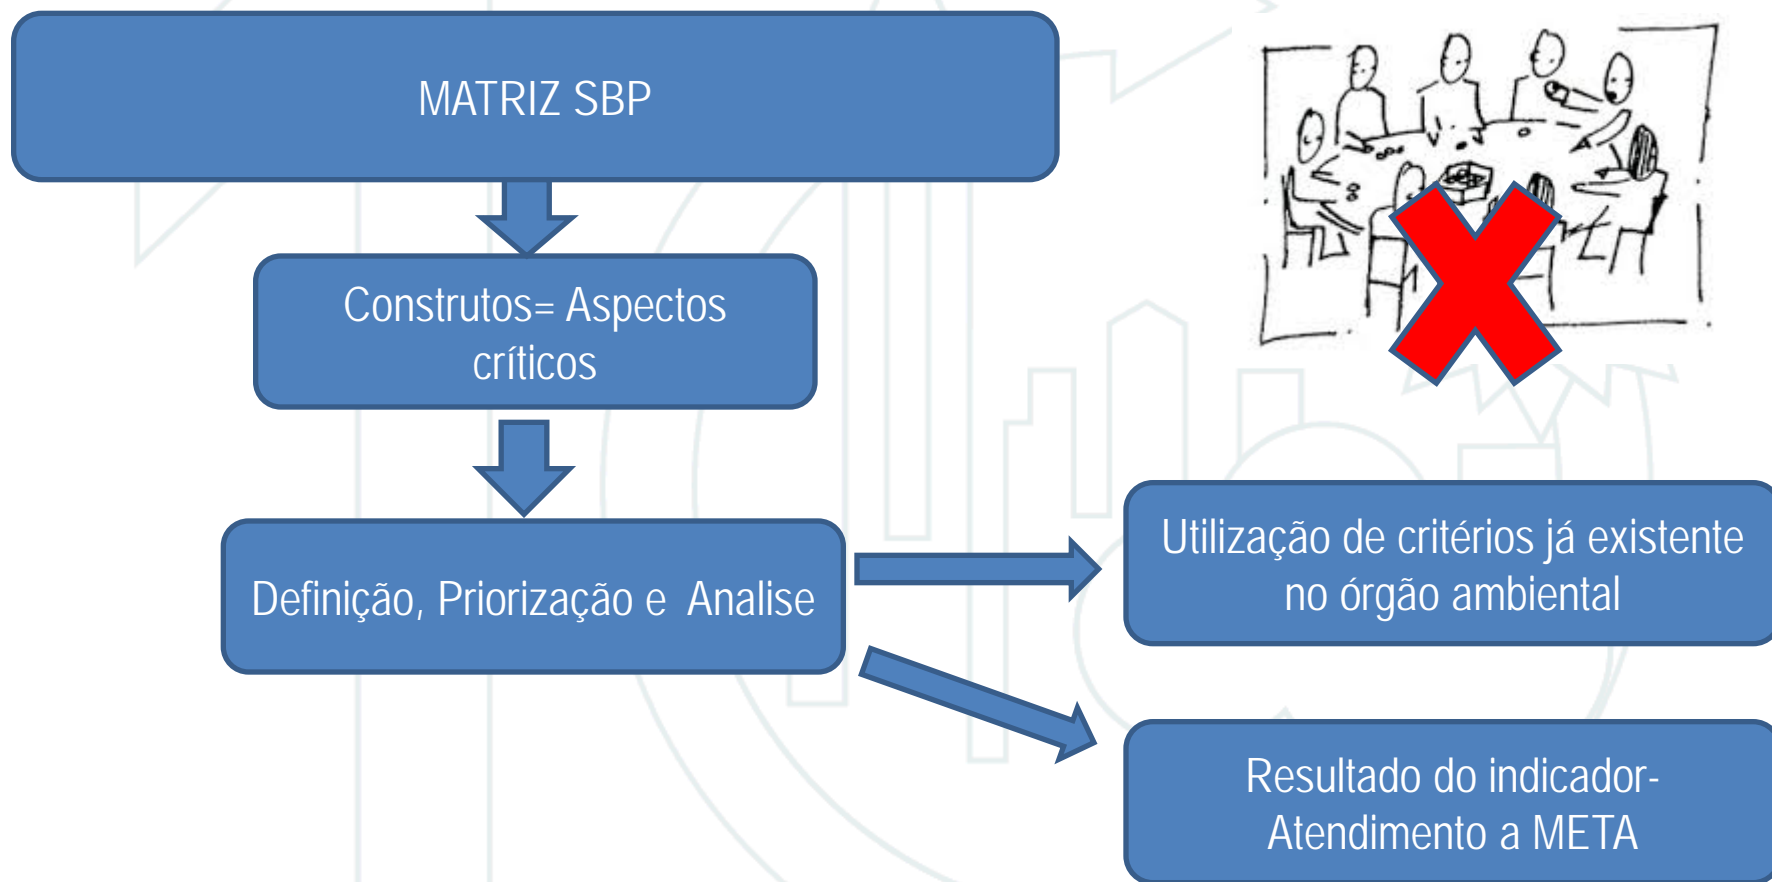 MATRIZ SBP
Construtos= Aspectos
críticos
Definição, Priorização e Analise
Utilização de critérios já existente
no órgão ambiental
Resultado do indicador-
Atendimento a META